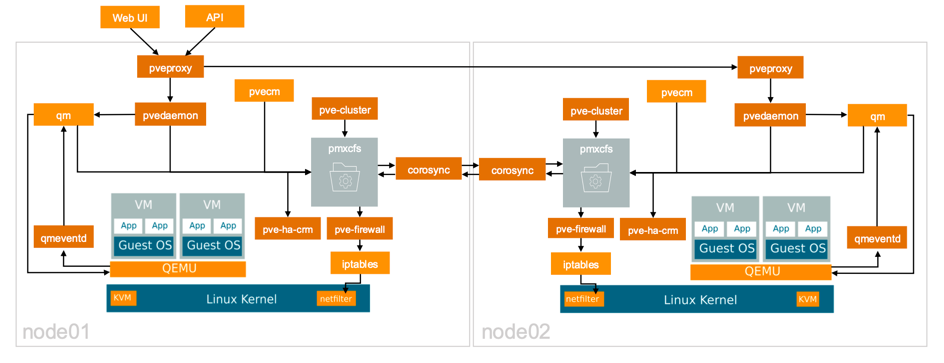 Web UI
API
pveproxy
pvecm
qm
pvedaemon
pve-cluster
pmxcfs
corosync
VM
VM
App
App
App
App
Guest OS
Guest OS
qmeventd
QEMU
pve-ha-crm
pve-firewall
iptables
KVM
Linux Kernel
netfilter
node01
pveproxy
pvecm
pve-cluster
pvedaemon
qm
pmxcfs
corosync
pve-firewall
pve-ha-crm
VM
VM
App
App
App
App
Guest OS
Guest OS
qmeventd
iptables
QEMU
netfilter
Linux Kernel
KVM
node02